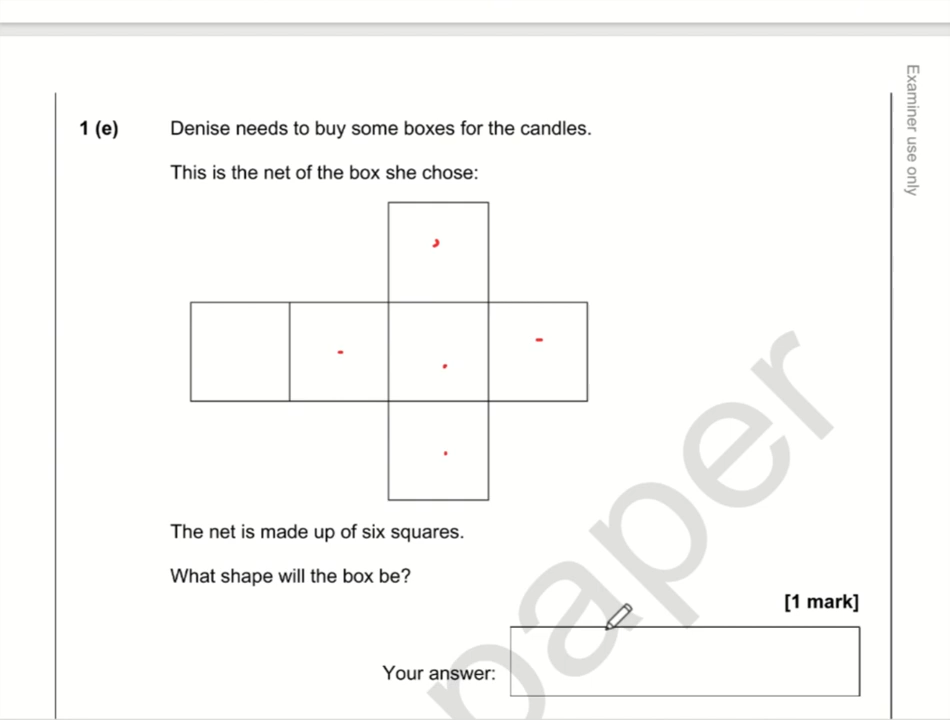 Examiner use only
1 (e) Denise needs to buy some boxes for the candles.
This is the net of the box she chose:
The net is made up of six squares.
What shape will the box be?
[1 mark]
Your answer:
paper